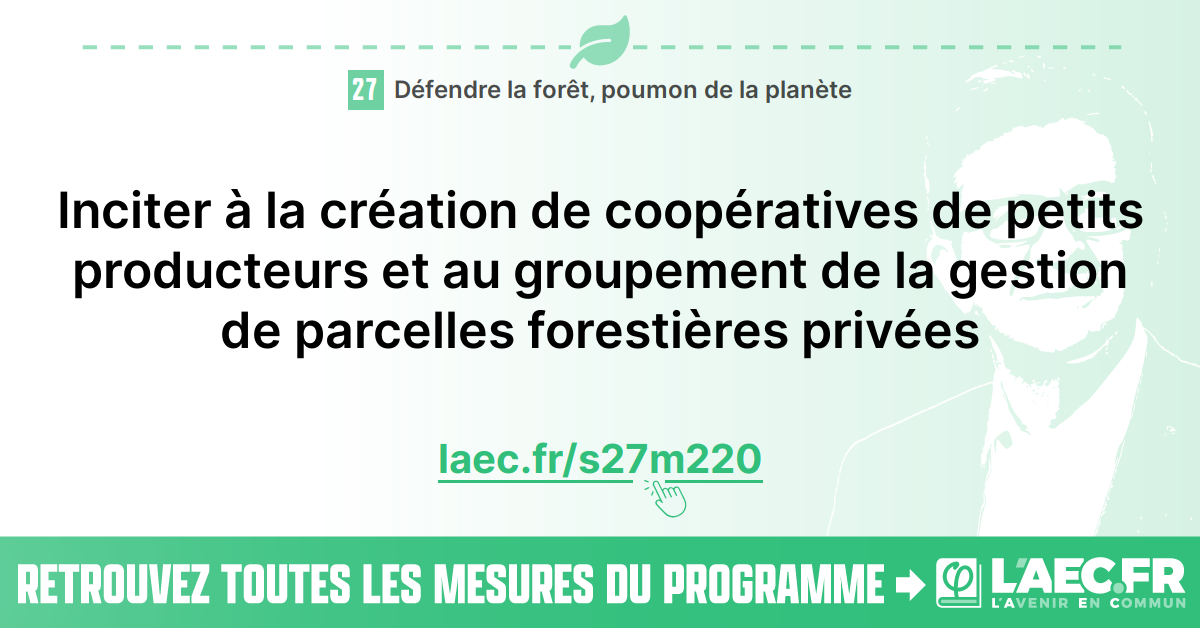 27 Défendre la forêt, poumon de la planète
Inciter à la création de coopératives de petits
producteurs et au groupement de la gestion
de parcelles forestières privées
laec.fr/s27m220
RETROUVEZ TOUTES LES MESURES DU PROGRAMME
φ L'AEC.FR
L'AVENIR EN COMMUN